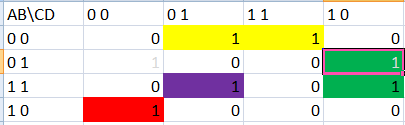 AB\CD 0 0 0 1 1 1 1 0
0 0 0 1 1 0
0 1 1 0 0 1
1 1 0 1 0 1
1 0 1 0 0 0